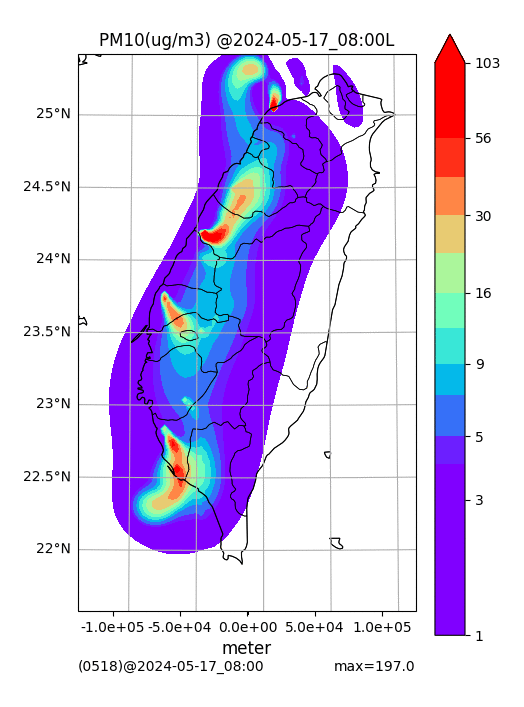 PM10(ug/m3) @2024-05-17_08:00L
25°N
24.5°N
24°N
23.5°N
23°N
22.5°N
22°N
-1.0e+05 -5.0e+04 0.0e+00 5.0e+04 1.0e+05
meter
(0518)@2024-05-17_08:00 max=197.0
103
56
30
16
9
5
3
1